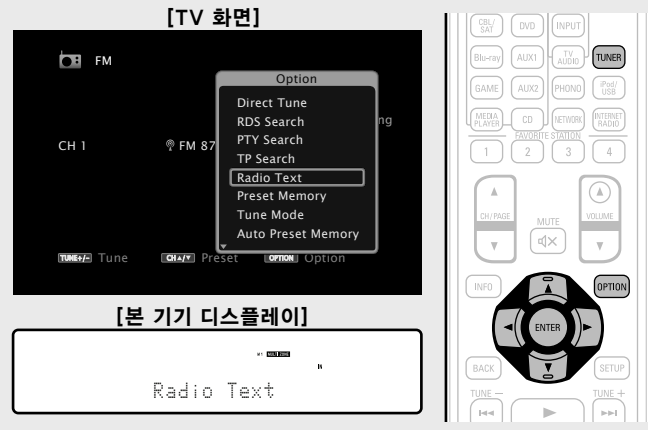 [TV 화면]
FM
Option
Direct Tune
RDS Search
ng
PTY Search
CH 1
FM 87
TP Search
Radio Text
Preset Memory
Tune Mode
Auto Preset Memory
TUNE+/- Tune
CH▲/▼ Preset
OPTION Option
[본 기기 디스플레이]
M1 MULTI ZONE
Radio Text
CBL/
SAT
DVD
INPUT
Blu-ray
AUX1
TV
AUDIO
TUNER
GAME
AUX2
PHONO
iPod/
USB
MEDIA
PLAYER
CD
NETWORK
INTERNET
RADIO
FAVORITE STATION
1
2
3
4
CH/PAGE
MUTE
VOLUME
INFO
OPTION
ENTER
BACK
SETUP
TUNE –
TUNE +